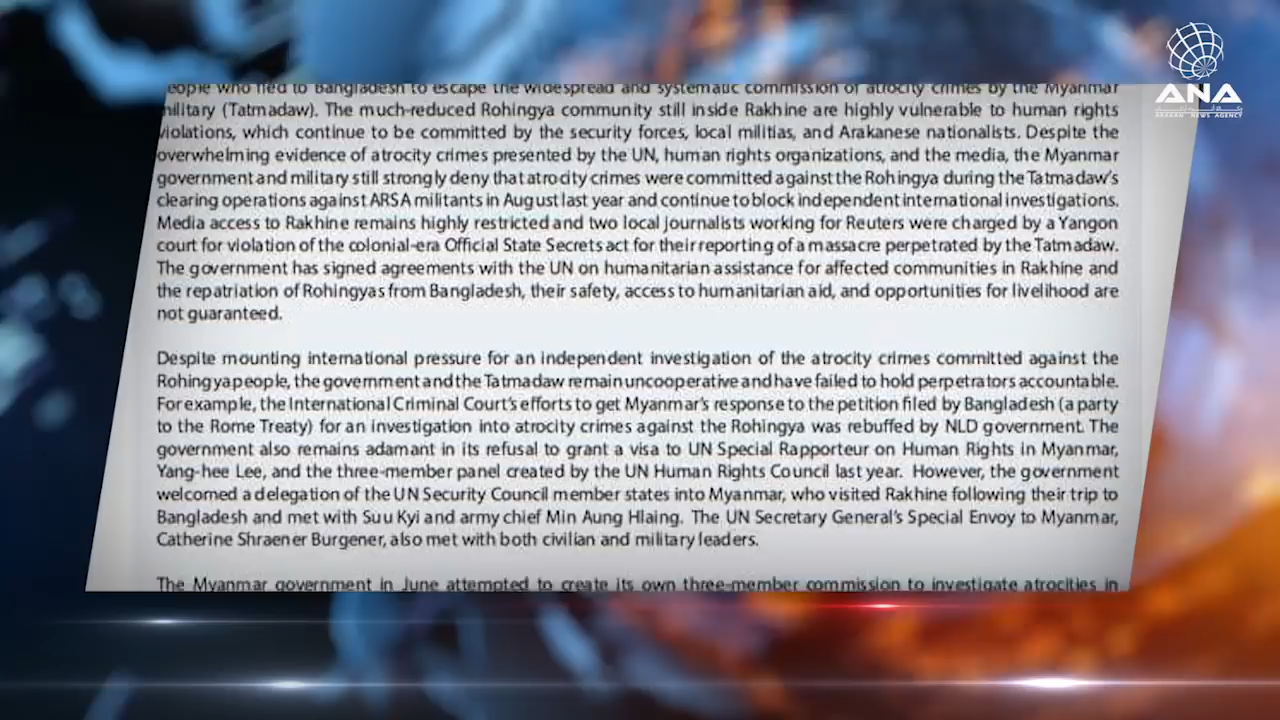 ANA
ARAKAN NEWS AGENCY
people who fled to Bangladesh to escape the widespread and systematic commission of atrocity crimes by the Myanmar
military (Tatmadaw). The much-reduced Rohingya community still inside Rakhine are highly vulnerable to human rights
violations, which continue to be committed by the security forces, local militias, and Arakanese nationalists. Despite the
overwhelming evidence of atrocity crimes presented by the UN, human rights organizations, and the media, the Myanmar
government and military still strongly deny that atrocity crimes were committed against the Rohingya during the Tatmadaw's
clearing operations against ARSA militants in August last year and continue to block independent international investigations.
Media access to Rakhine remains highly restricted and two local journalists working for Reuters were charged by a Yangon
court for violation of the colonial-era Official State Secrets act for their reporting of a massacre perpetrated by the Tatmadaw.
The government has signed agreements with the UN on humanitarian assistance for affected communities in Rakhine and
the repatriation of Rohingyas from Bangladesh, their safety, access to humanitarian aid, and opportunities for livelihood are
not guaranteed.
Despite mounting international pressure for an independent investigation of the atrocity crimes committed against the
Rohingya people, the government and the Tatmadaw remain uncooperative and have failed to hold perpetrators accountable.
For example, the International Criminal Court's efforts to get Myanmar's response to the petition filed by Bangladesh (a party
to the Rome Treaty) for an investigation into atrocity crimes against the Rohingya was rebuffed by NLD government. The
government also remains adamant in its refusal to grant a visa to UN Special Rapporteur on Human Rights in Myanmar,
Yang-hee Lee, and the three-member panel created by the UN Human Rights Council last year. However, the government
welcomed a delegation of the UN Security Council member states into Myanmar, who visited Rakhine following their trip to
Bangladesh and met with Suu Kyi and army chief Min Aung Hlaing. The UN Secretary General's Special Envoy to Myanmar,
Catherine Shraener Burgener, also met with both civilian and military leaders.
The Myanmar government in June attempted to create its own three-member commission to investigate atrocities in